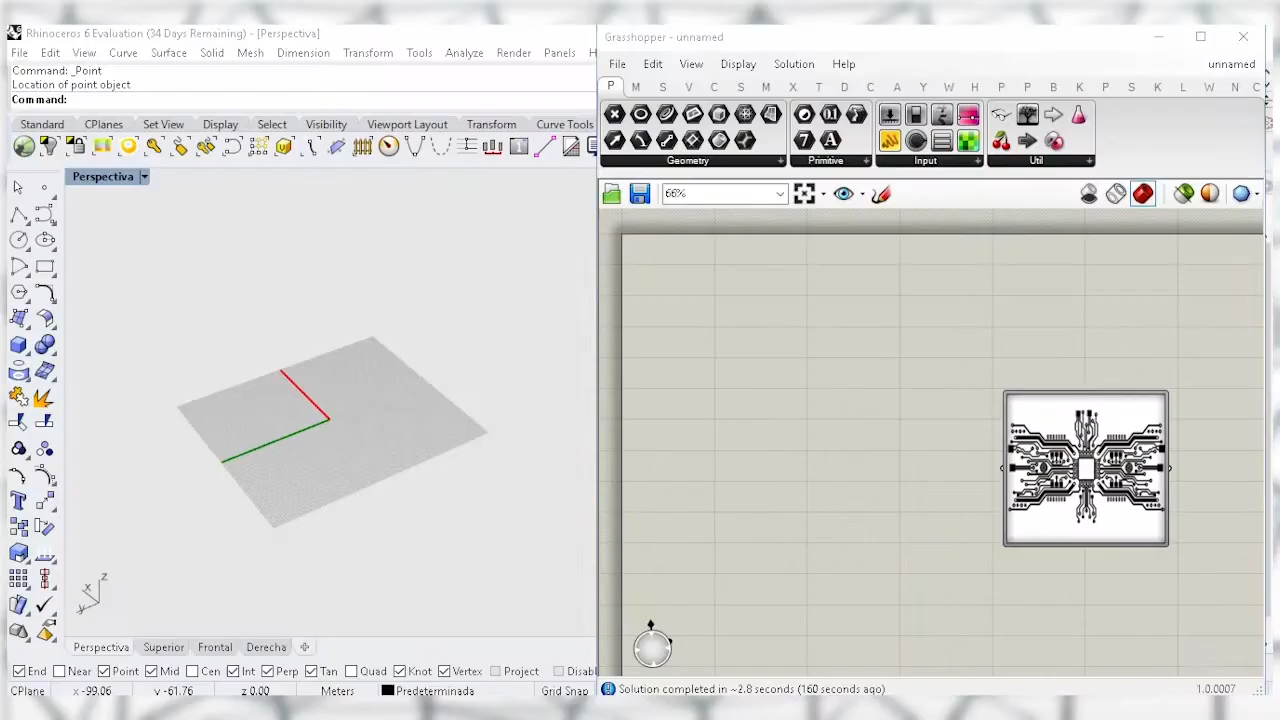 Rhinoceros 6 Evaluation (34 Days Remaining) - [Perspectiva]
File Edit View Curve Surface Solid Mesh Dimension Transform Tools Analyze Render Panels H
Command: _Point
Location of point object
Command:
Standard CPlanes Set View Display Select Visibility Viewport Layout Transform Curve Tools
Perspectiva
z
x
y
Perspectiva Superior Frontal Derecha
End Near Point Mid Cen Int Perp Tan Quad Knot Vertex Project Disabl
CPlane x -99.06 y -61.76 z 0.00 Meters Predeterminada Grid Snap
Grasshopper - unnamed
File Edit View Display Solution Help unnamed
P M S V C S M I P T D C A Y W H A C A M B K C K P S K L W N C
Geometry Primitive Input Util
66%
Solution completed in ~2.8 seconds (160 seconds ago) 1.0.0007